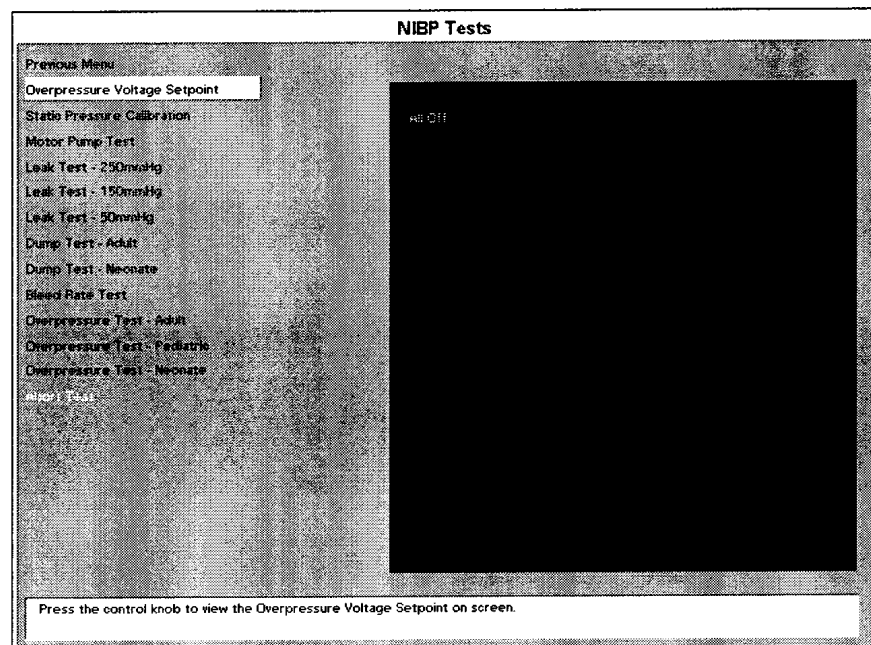 NIBP Tests
Previous Menu
Overpressure Voltage Setpoint
Static Pressure Calibration
Motor Pump Test
Leak Test - 250mmHg
Leak Test - 150mmHg
Leak Test - 50mmHg
Dump Test - Adult
Dump Test - Neonate
Bleed Rate Test
Overpressure Test - Adult
Overpressure Test - Pediatric
Overpressure Test - Neonate
Abort Test
All Off
Press the control knob to view the Overpressure Voltage Setpoint on screen.